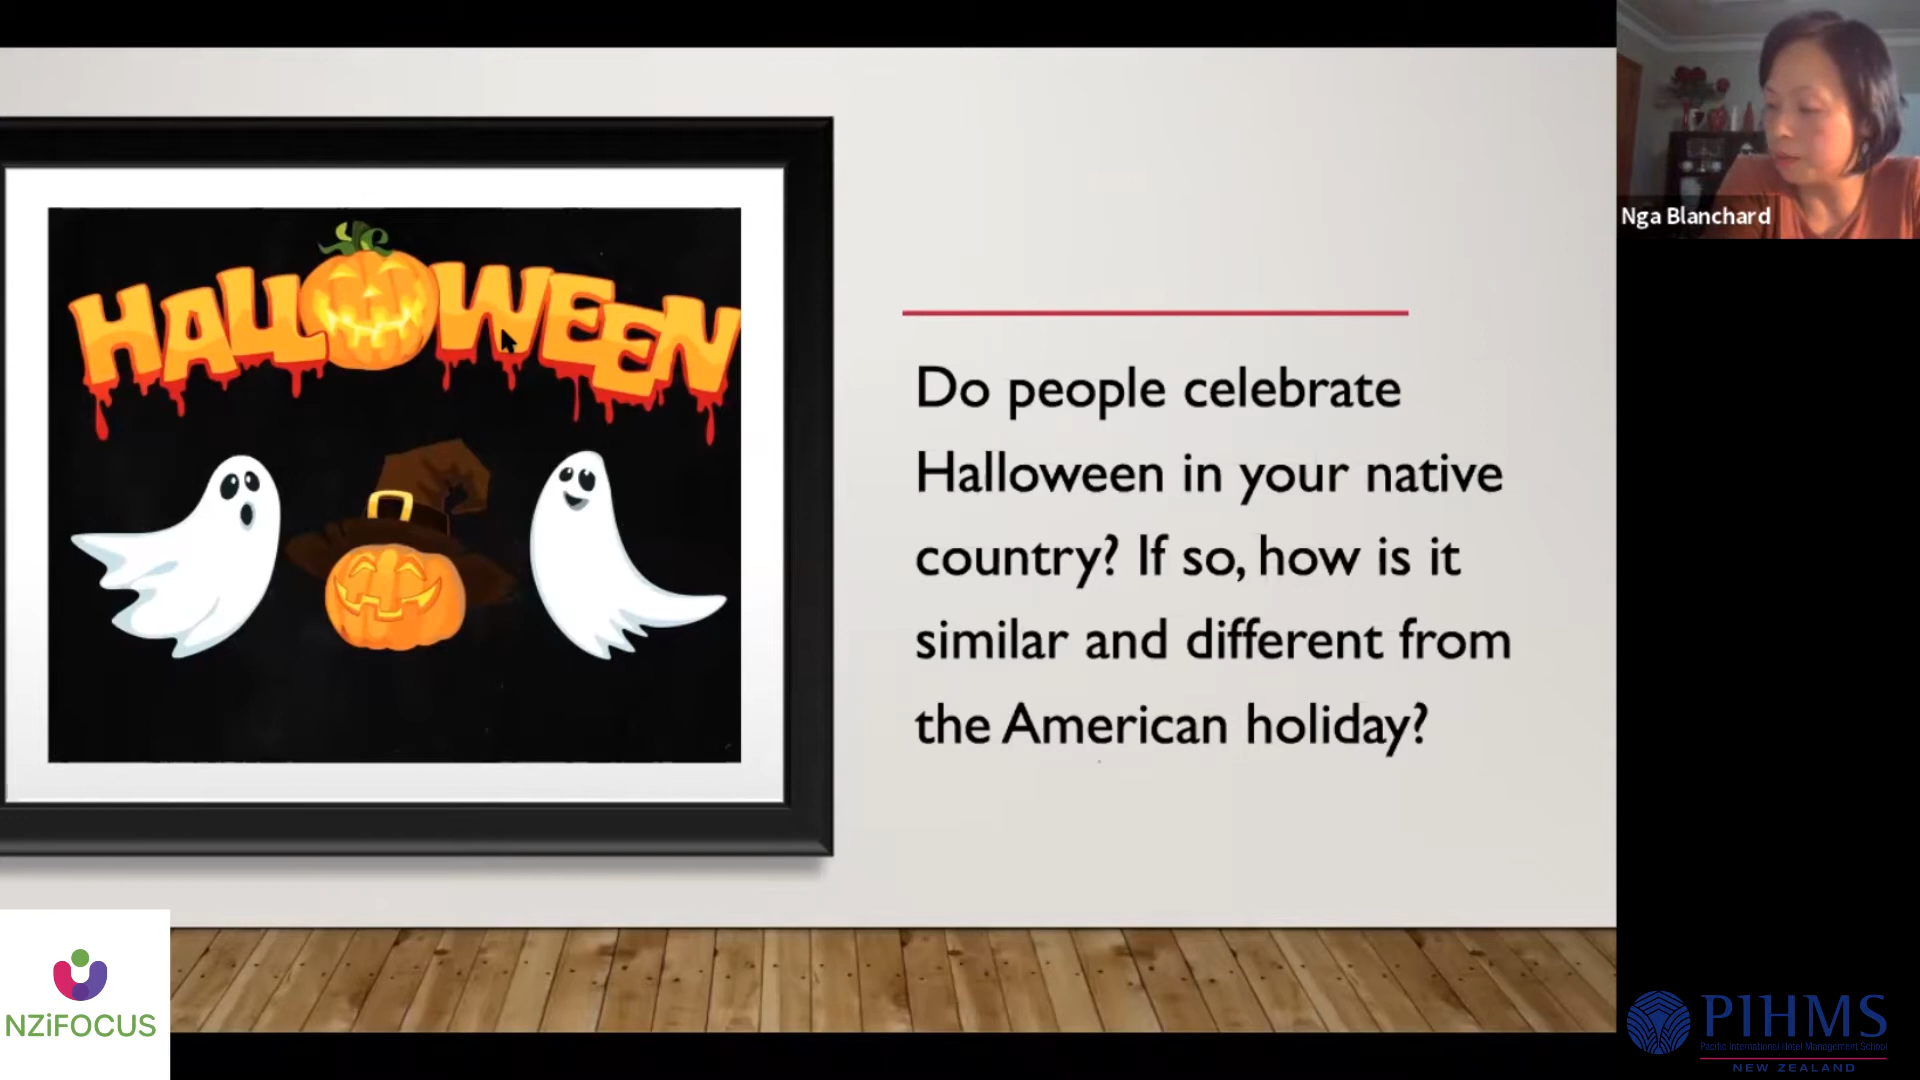 HALLOWEEN
Do people celebrate
Halloween in your native
country? If so, how is it
similar and different from
the American holiday?
Nga Blanchard
NZiFOCUS
PIHMS
Pacific International Hotel Management School
NEW ZEALAND